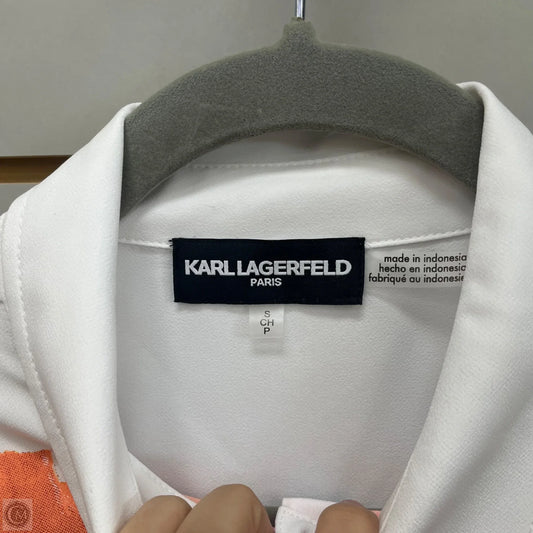 KARL LAGERFELD
PARIS
made in indonesia
hecho en indonesia
fabriqué au indonesie
S
CH
P